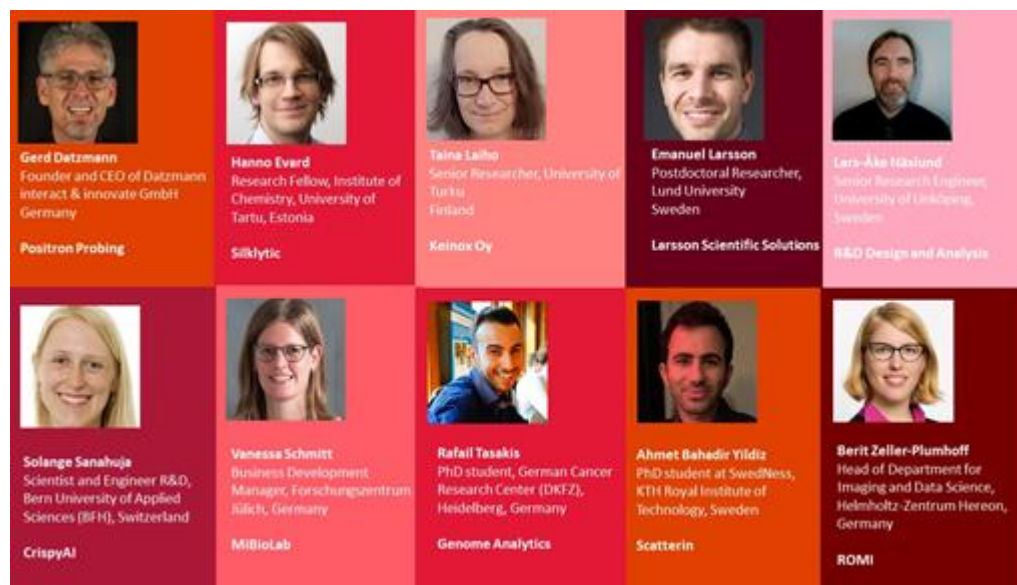 Gerd Datzmann
Founder and CEO of Datzmann
interact & innovate GmbH
Germany
Positron Probing
Hanno Evard
Research Fellow, Institute of
Chemistry, University of
Tartu, Estonia
Silklytic
Taina Laiho
Senior Researcher, University of
Turku
Finland
Keinox Oy
Emanuel Larsson
Postdoctoral Researcher,
Lund University
Sweden
Larsson Scientific Solutions
Lars-Åke Näslund
Senior Research Engineer,
University of Linköping,
Sweden
R&D Design and Analysis
Solange Sanahuja
Scientist and Engineer R&D,
Bern University of Applied
Sciences (BFH), Switzerland
CrispyAI
Vanessa Schmitt
Business Development
Manager, Forschungszentrum
Jülich, Germany
MiBioLab
Rafail Tasakis
PhD student, German Cancer
Research Center (DKFZ),
Heidelberg, Germany
Genome Analytics
Ahmet Bahadir Yildiz
PhD student at SwedNess,
KTH Royal Institute of
Technology, Sweden
Scatterin
Berit Zeller-Plumhoff
Head of Department for
Imaging and Data Science,
Helmholtz-Zentrum Hereon,
Germany
ROMI